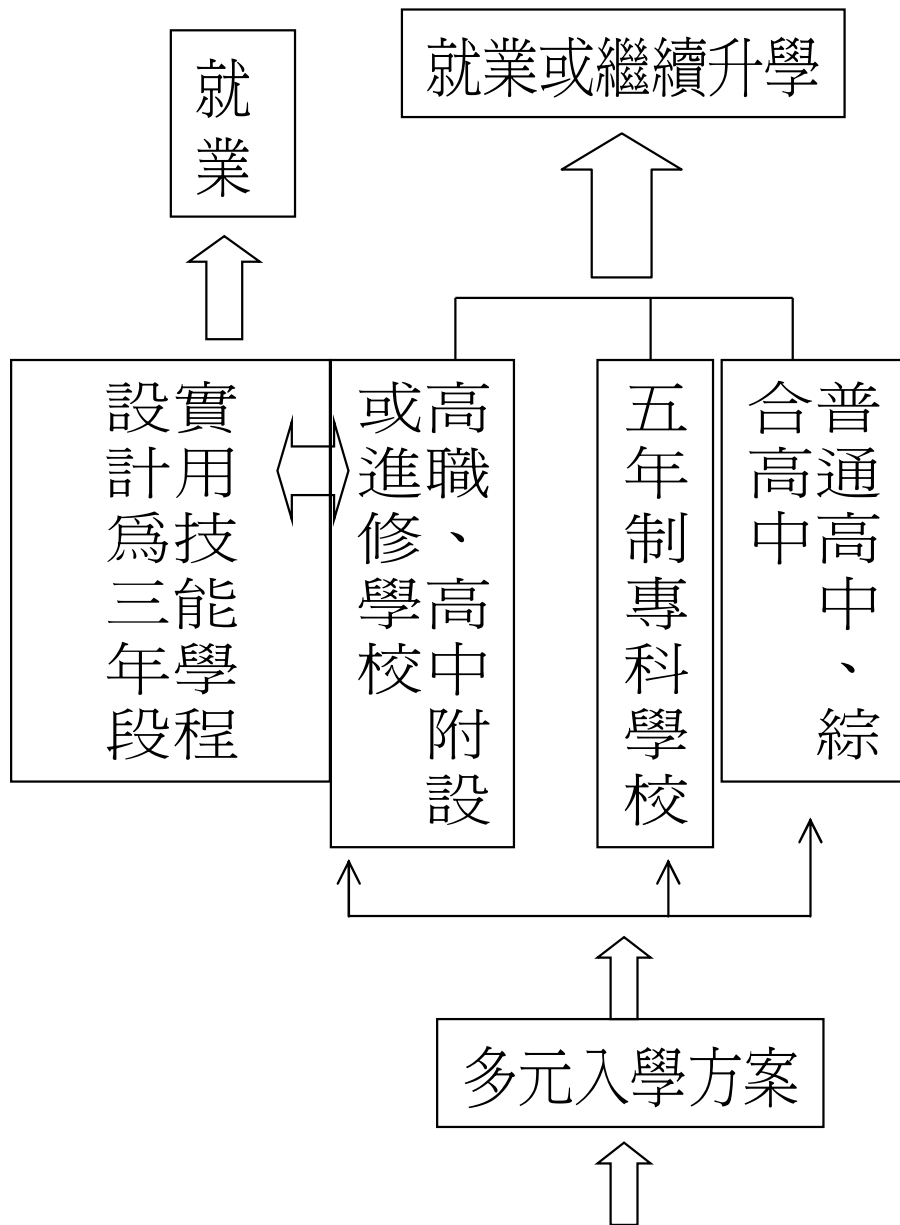 就業或繼續升學
就
業
實用技能學程
設計爲三年段
高職、高中附設
或進修學校
五年制專科學校
普通高中、綜
合高中
多元入學方案